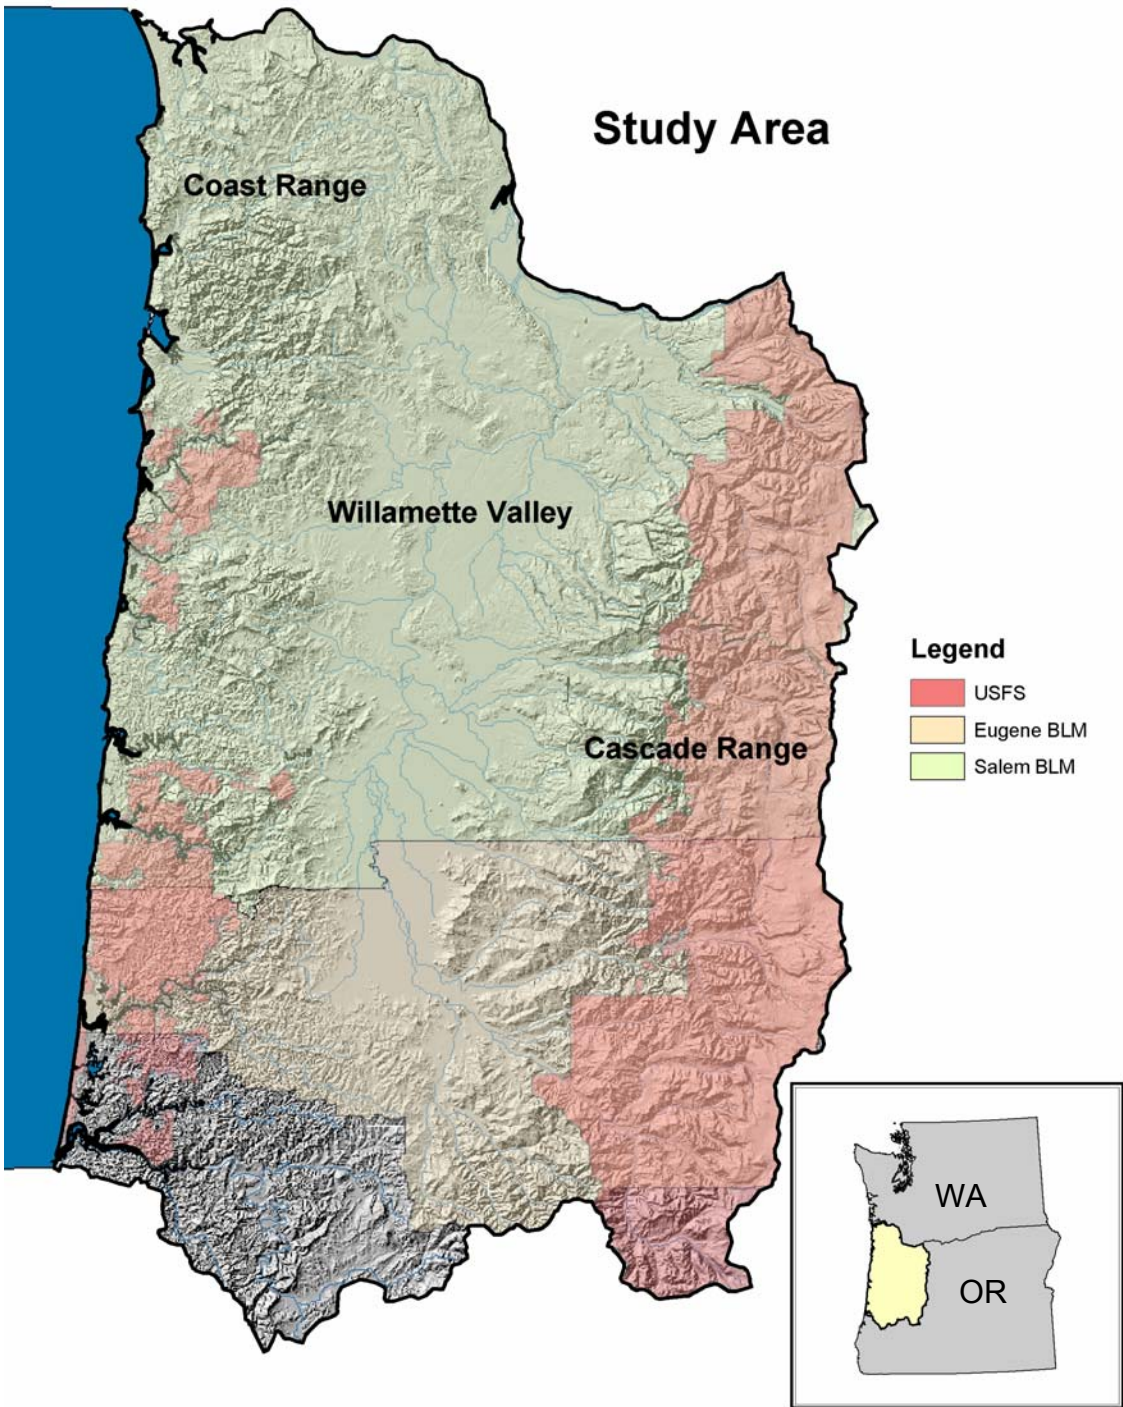 Study Area
Coast Range
Willamette Valley
Cascade Range
Legend
USFS
Eugene BLM
Salem BLM
WA
OR